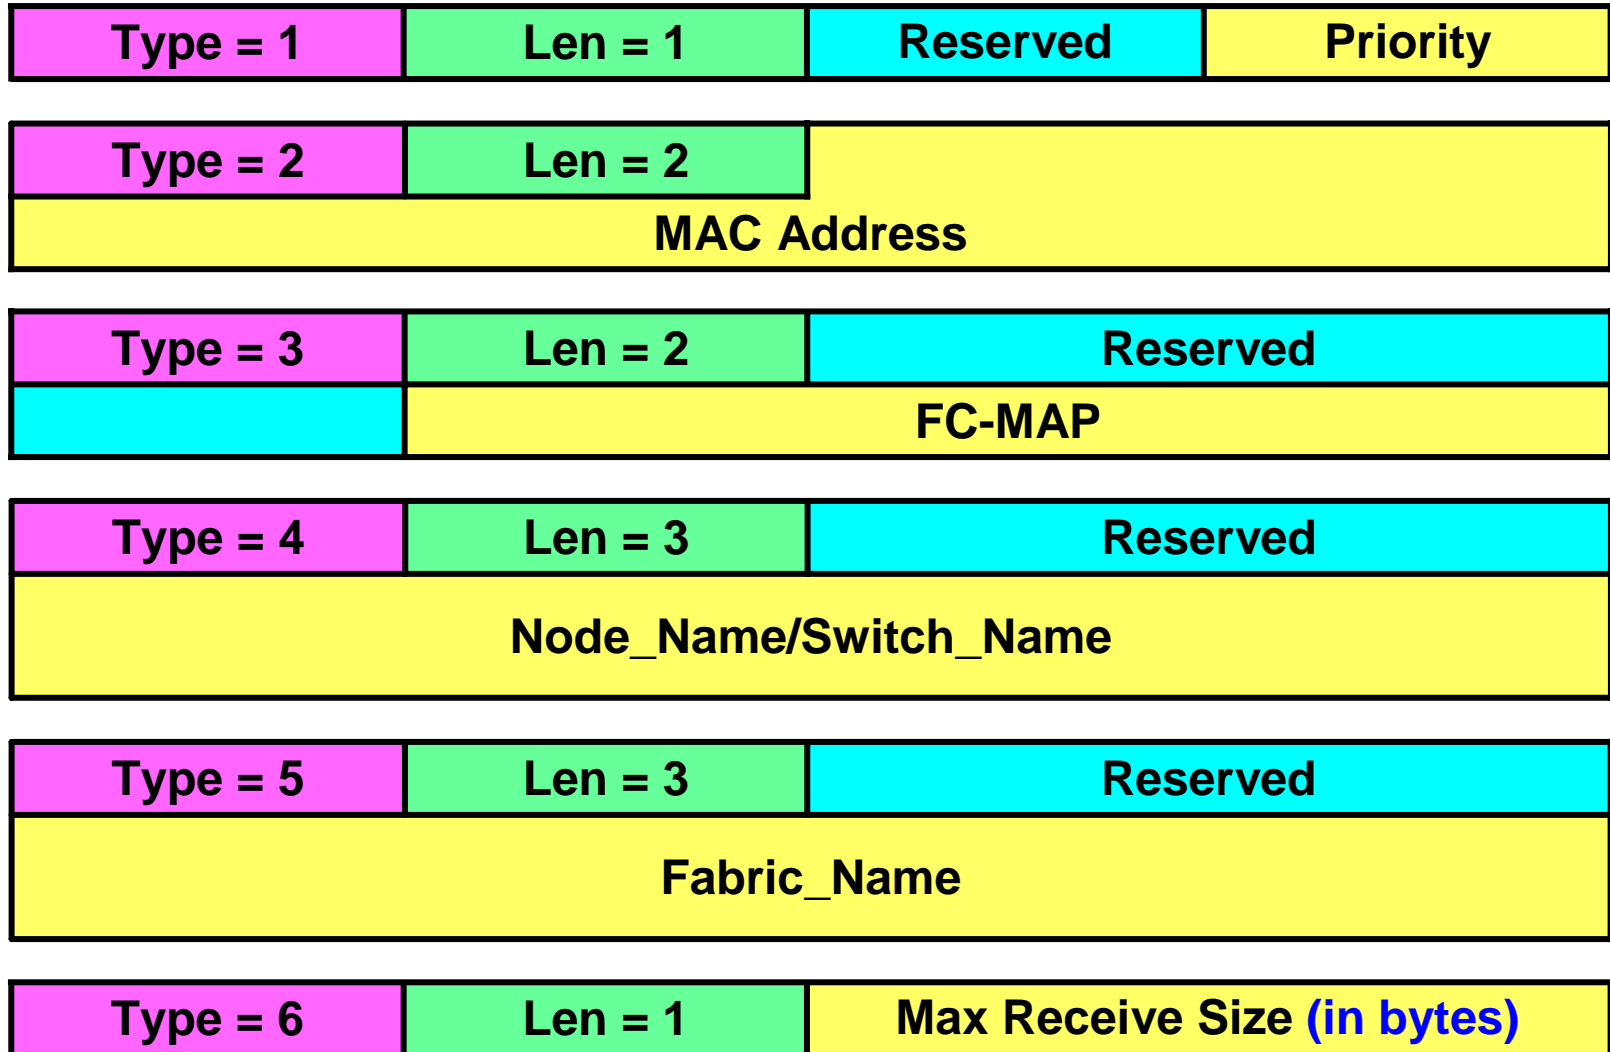 Type = 1 Len = 1 Reserved Priority
Type = 2 Len = 2
MAC Address
Type = 3 Len = 2 Reserved
FC-MAP
Type = 4 Len = 3 Reserved
Node_Name/Switch_Name
Type = 5 Len = 3 Reserved
Fabric_Name
Type = 6 Len = 1 Max Receive Size (in bytes)